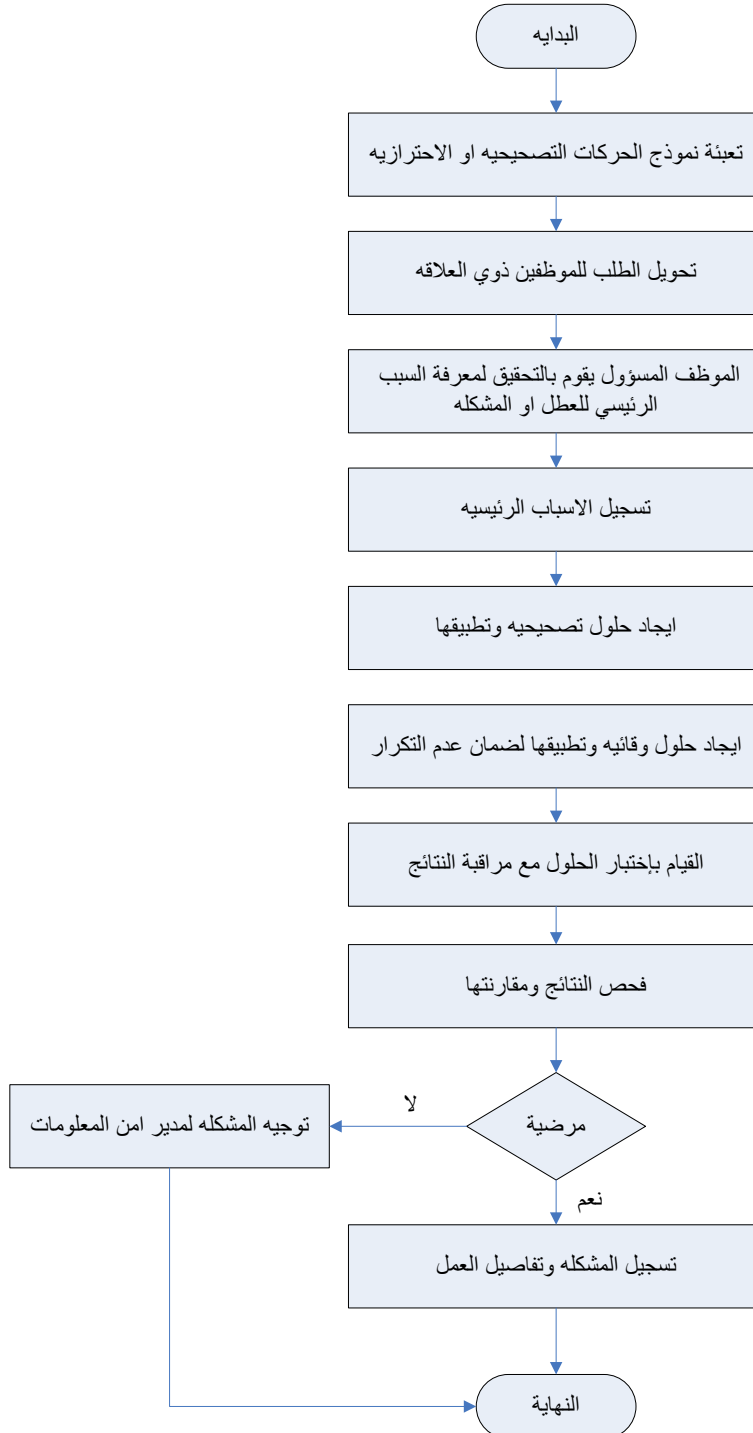 البدايه
تعبئة نموذج الحركات التصحيحيه او الاحترازيه
تحويل الطلب للموظفين ذوي العلاقه
الموظف المسؤول يقوم بالتحقيق لمعرفة السبب
الرئيسي للعطل او المشكله
تسجيل الاسباب الرئيسيه
ايجاد حلول تصحيحيه وتطبيقها
ايجاد حلول وقائيه وتطبيقها لضمان عدم التكرار
القيام بإختبار الحلول مع مراقبة النتائج
فحص النتائج ومقارنتها
مرضية
لا
توجيه المشكله لمدير امن المعلومات
نعم
تسجيل المشكله وتفاصيل العمل
النهاية